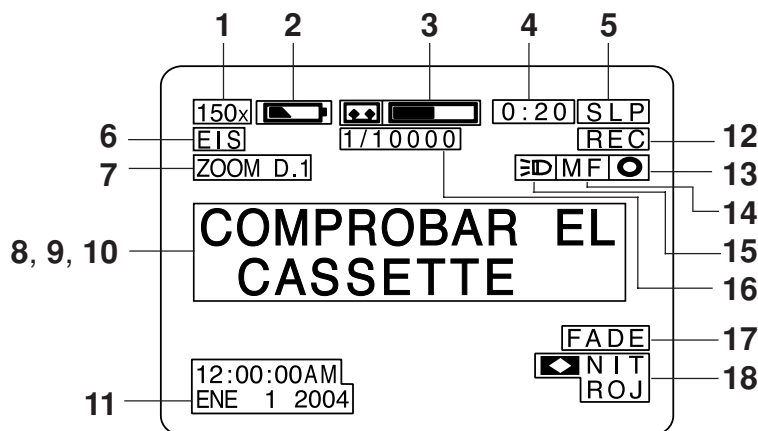 1 2 3 4 5
150x 0:20 SLP
6 EIS 1/10000 REC 12
7 ZOOM D.1 MF 13
14
8, 9, 10 COMPROBAR EL 15
CASSETTE 16
FADE 17
12:00:00AM NIT 18
11 ENE 1 2004 ROJ